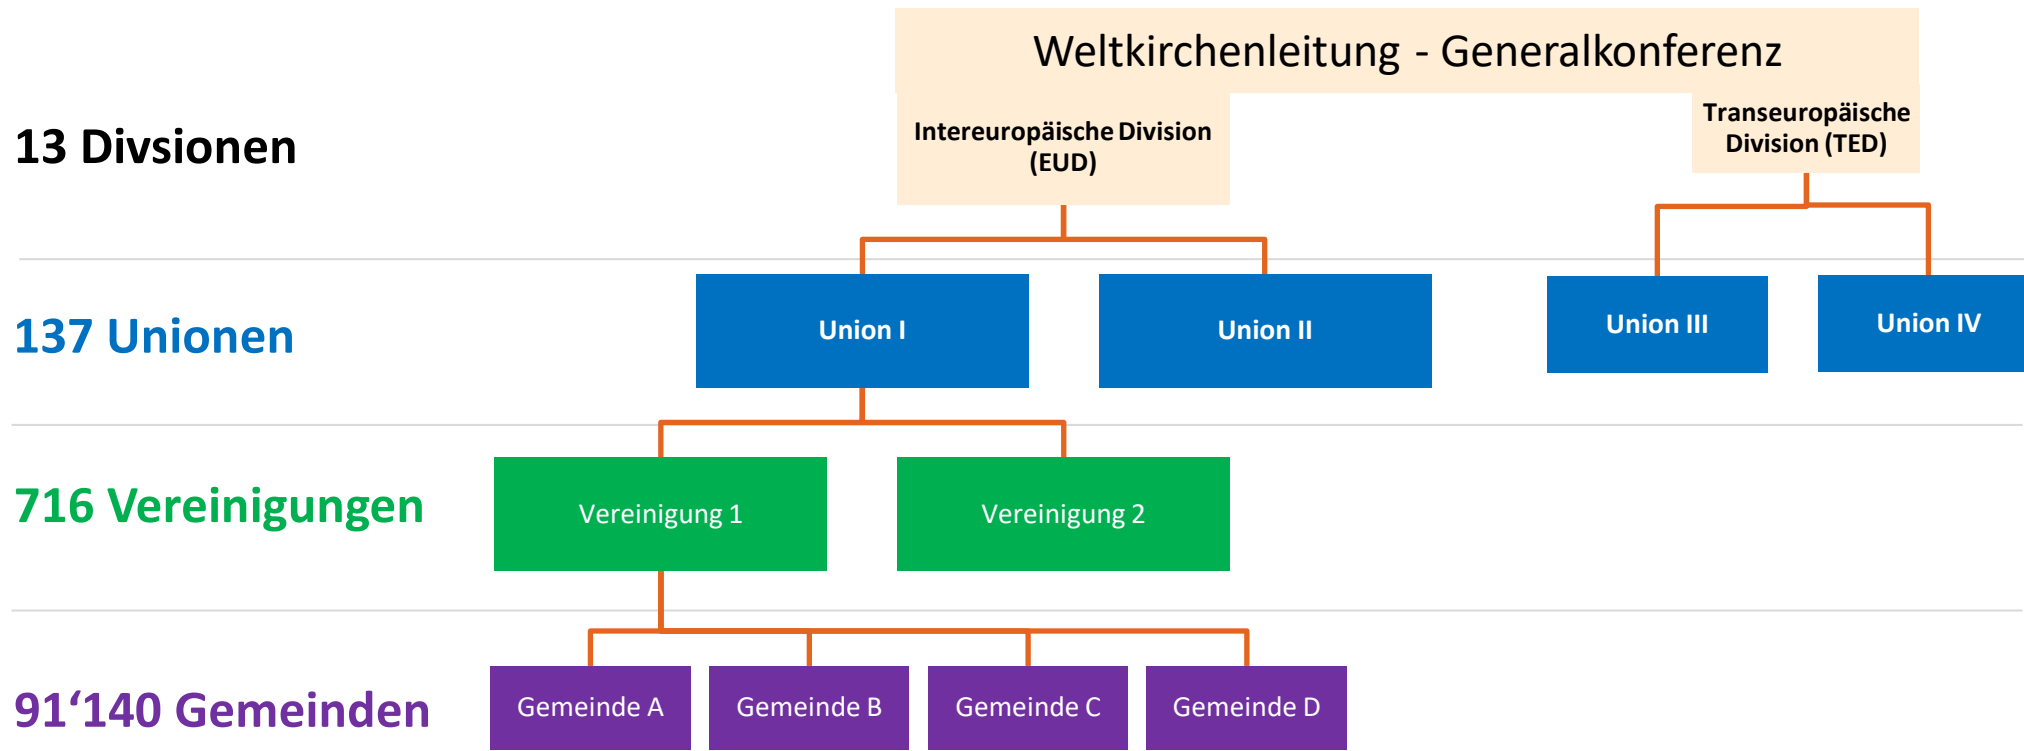 Weltkirchenleitung - Generalkonferenz
13 Divsionen
Intereuropäische Division
(EUD)
Transeuropäische
Division (TED)
137 Unionen
Union I
Union II
Union III
Union IV
716 Vereinigungen
Vereinigung 1
Vereinigung 2
91‘140 Gemeinden
Gemeinde A
Gemeinde B
Gemeinde C
Gemeinde D